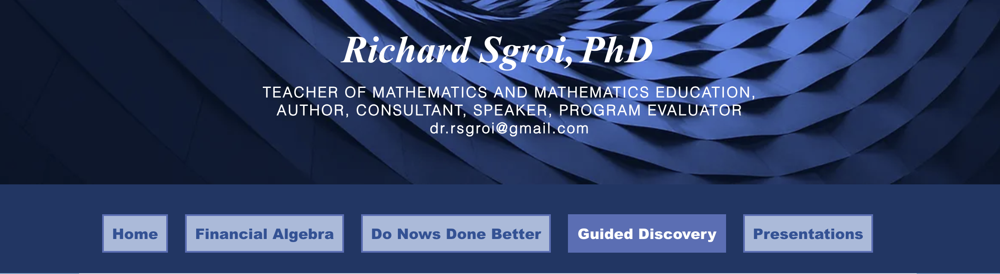 Richard Sgroi, PhD
TEACHER OF MATHEMATICS AND MATHEMATICS EDUCATION,
AUTHOR, CONSULTANT, SPEAKER, PROGRAM EVALUATOR
dr.rsgroi@gmail.com
Home
Financial Algebra
Do Nows Done Better
Guided Discovery
Presentations